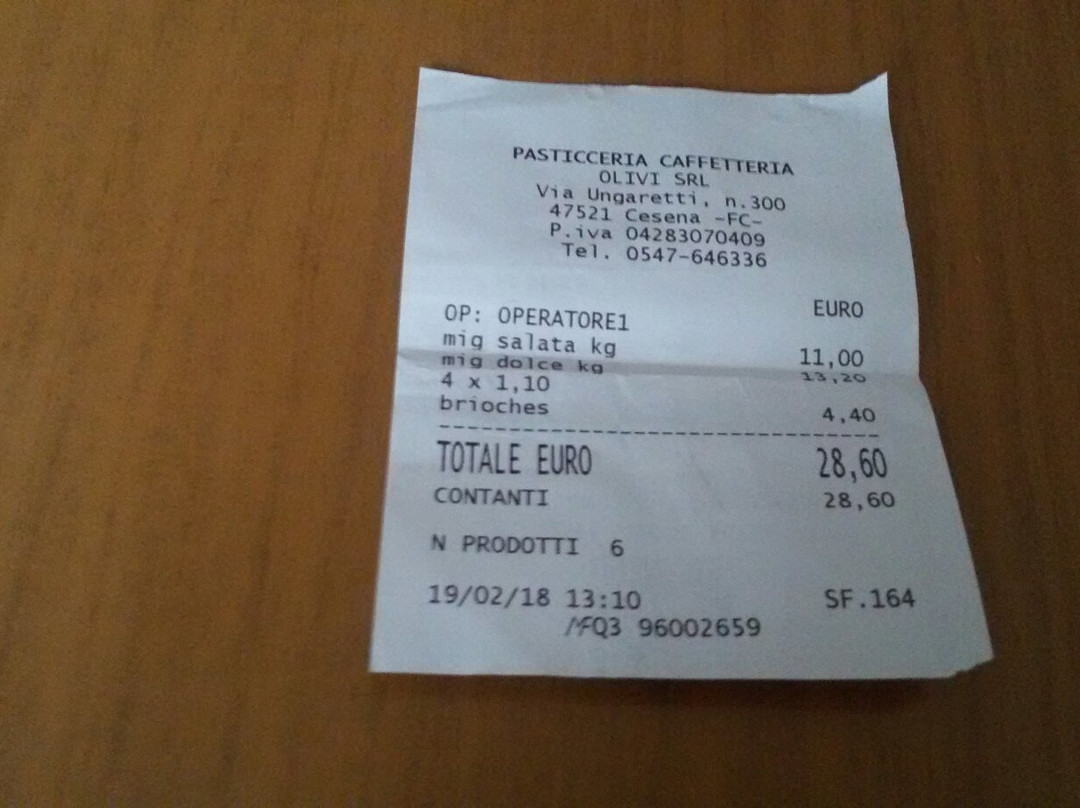 PASTICCERIA CAFFETTERIA
OLIVI SRL
Via Ungaretti, n.300
47521 Cesena -FC-
P.iva 04283070409
Tel. 0547-646336
EURO
OP: OPERATORE1
mig salata kg 11,00
mig dolce kg 13,20
4 x 1,10
brioches 4,40
--------------------------------
TOTALE EURO 28,60
CONTANTI 28,60
N PRODOTTI 6
19/02/18 13:10 SF.164
MFQ3 96002659